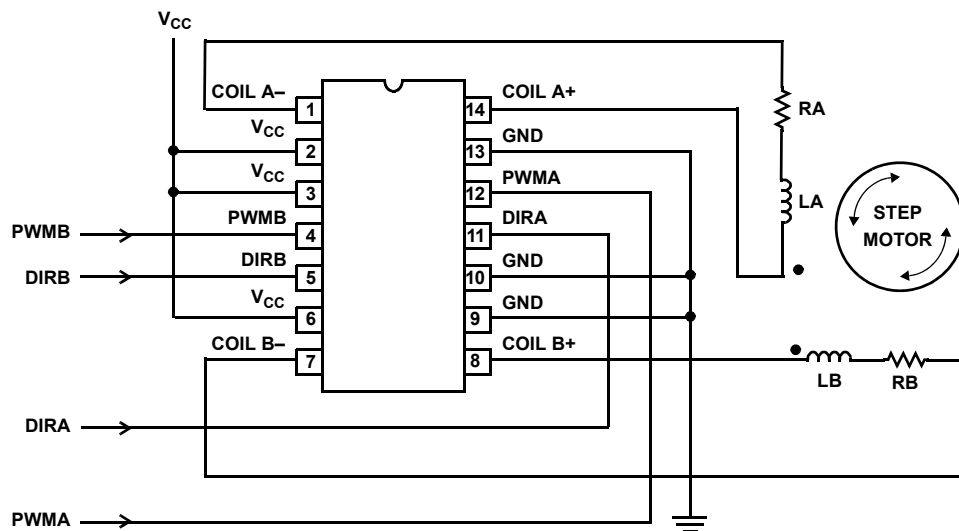 VCC
COIL A–
1
14
COIL A+
RA
VCC
2
13
GND
VCC
3
12
PWMA
LA
STEP
MOTOR
PWMB
PWMB
4
11
DIRA
DIRB
DIRB
5
10
GND
VCC
6
9
GND
COIL B–
7
8
COIL B+
LB
RB
DIRA
PWMA